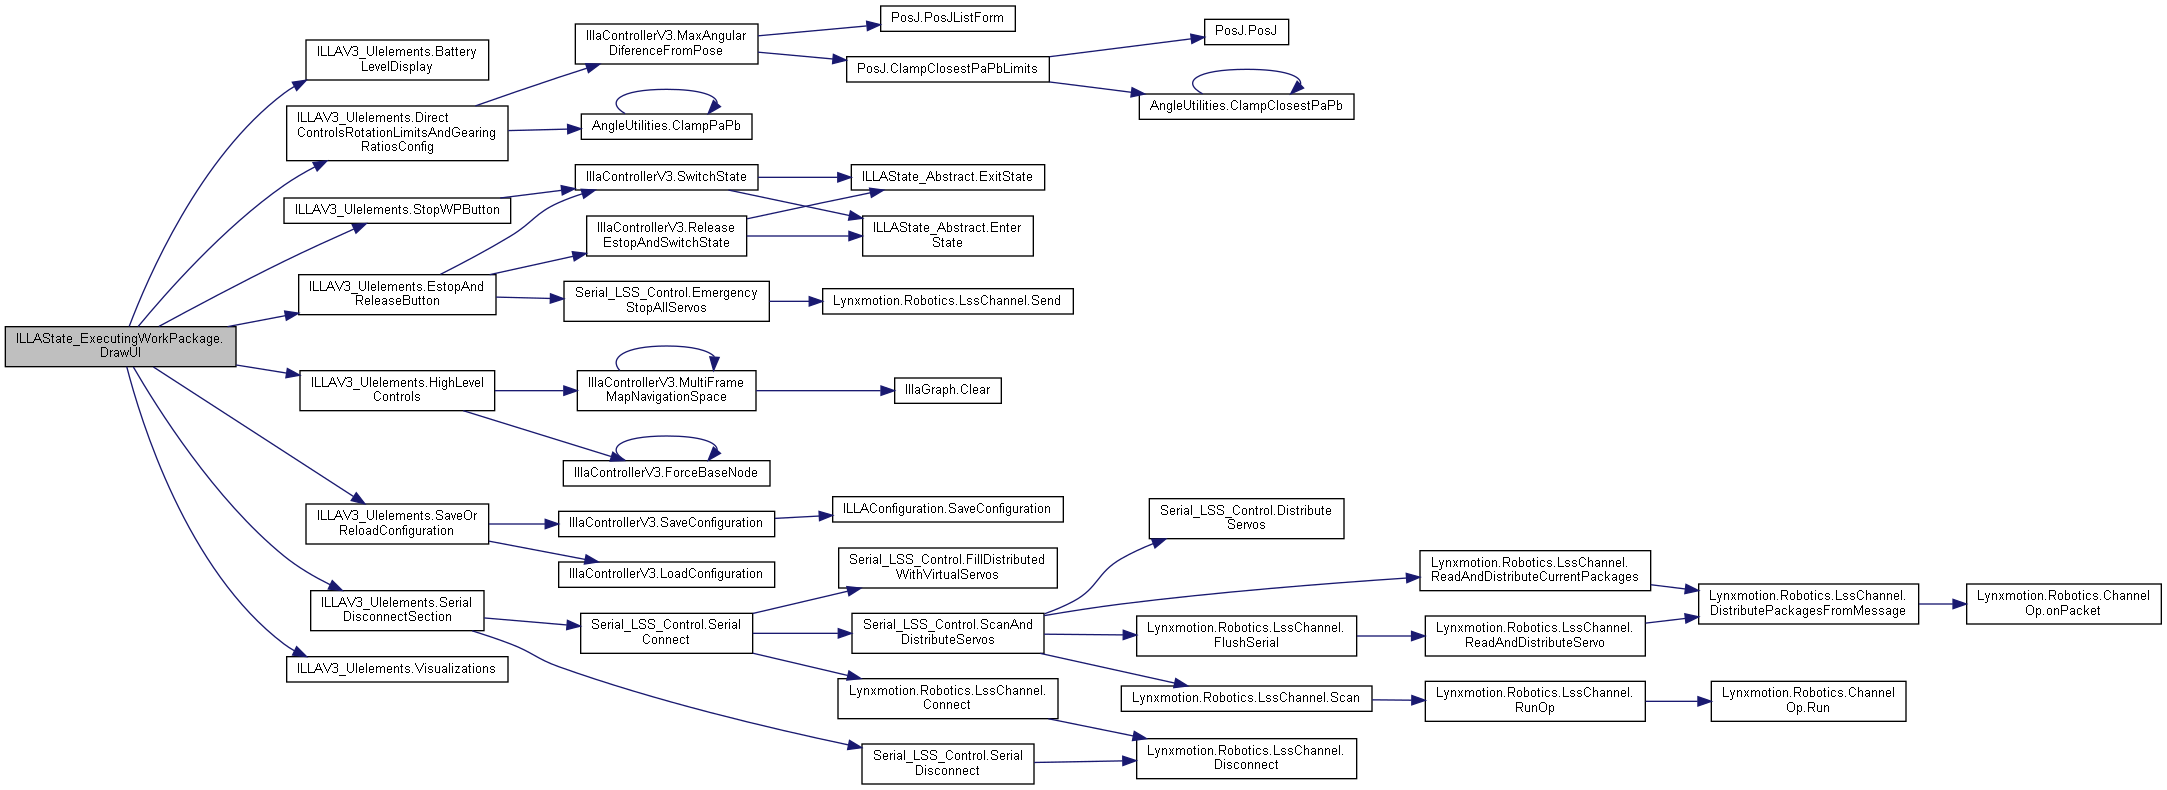 ILLAState_ExecutingWorkPackage.
DrawUI
ILLAV3_UIelements.Battery
LevelDisplay
ILLAV3_UIelements.Direct
ControlsRotationLimitsAndGearing
RatiosConfig
ILLAV3_UIelements.StopWPButton
ILLAV3_UIelements.EstopAnd
ReleaseButton
ILLAV3_UIelements.HighLevel
Controls
ILLAV3_UIelements.SaveOr
ReloadConfiguration
ILLAV3_UIelements.Serial
DisconnectSection
ILLAV3_UIelements.Visualizations
IllaControllerV3.MaxAngular
DiferenceFromPose
AngleUtilities.ClampPaPb
IllaControllerV3.SwitchState
IllaControllerV3.Release
EstopAndSwitchState
Serial_LSS_Control.Emergency
StopAllServos
IllaControllerV3.MultiFrame
MapNavigationSpace
IllaControllerV3.ForceBaseNode
IllaControllerV3.SaveConfiguration
IllaControllerV3.LoadConfiguration
Serial_LSS_Control.Serial
Connect
PosJ.PosJListForm
PosJ.ClampClosestPaPbLimits
ILLAState_Abstract.ExitState
ILLAState_Abstract.Enter
State
Lynxmotion.Robotics.LssChannel.Send
IllaGraph.Clear
ILLAConfiguration.SaveConfiguration
Serial_LSS_Control.FillDistributed
WithVirtualServos
Serial_LSS_Control.ScanAnd
DistributeServos
Lynxmotion.Robotics.LssChannel.
Connect
Serial_LSS_Control.Serial
Disconnect
PosJ.PosJ
AngleUtilities.ClampClosestPaPb
Serial_LSS_Control.Distribute
Servos
Lynxmotion.Robotics.LssChannel.
FlushSerial
Lynxmotion.Robotics.LssChannel.Scan
Lynxmotion.Robotics.LssChannel.
Disconnect
Lynxmotion.Robotics.LssChannel.
ReadAndDistributeCurrentPackages
Lynxmotion.Robotics.LssChannel.
ReadAndDistributeServo
Lynxmotion.Robotics.LssChannel.
RunOp
Lynxmotion.Robotics.LssChannel.
DistributePackagesFromMessage
Lynxmotion.Robotics.Channel
Op.Run
Lynxmotion.Robotics.Channel
Op.onPacket